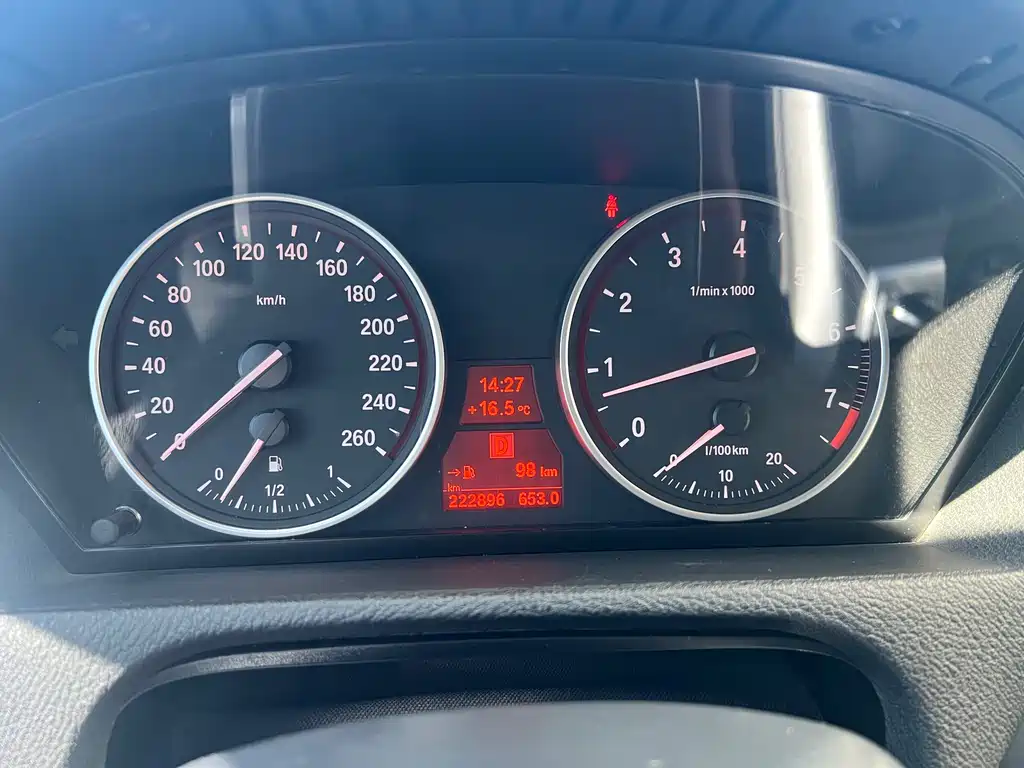 120 140
100 160
80 km/h 180
60 200
40 220
20 240
0 260
0 1/2 1
14:27
+16.5 °C
D
98 km
km
222896 653.0
3 4 5
2 1/min x 1000 6
1 7
0
l/100km
0 10 20